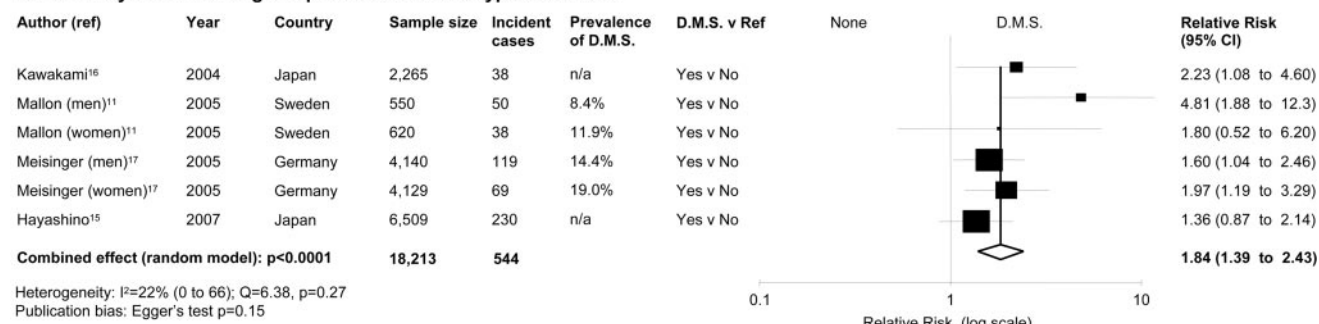 Author (ref) Year Country Sample size Incident cases Prevalence of D.M.S. D.M.S. v Ref None D.M.S. Relative Risk (95% CI)
Kawakami¹⁶ 2004 Japan 2,265 38 n/a Yes v No 2.23 (1.08 to 4.60)
Mallon (men)¹¹ 2005 Sweden 550 50 8.4% Yes v No 4.81 (1.88 to 12.3)
Mallon (women)¹¹ 2005 Sweden 620 38 11.9% Yes v No 1.80 (0.52 to 6.20)
Meisinger (men)¹⁷ 2005 Germany 4,140 119 14.4% Yes v No 1.60 (1.04 to 2.46)
Meisinger (women)¹⁷ 2005 Germany 4,129 69 19.0% Yes v No 1.97 (1.19 to 3.29)
Hayashino¹⁵ 2007 Japan 6,509 230 n/a Yes v No 1.36 (0.87 to 2.14)
Combined effect (random model): p<0.0001 18,213 544 1.84 (1.39 to 2.43)
Heterogeneity: I²=22% (0 to 66); Q=6.38, p=0.27
Publication bias: Egger's test p=0.15
0.1 1 10
Relative Risk (log scale)